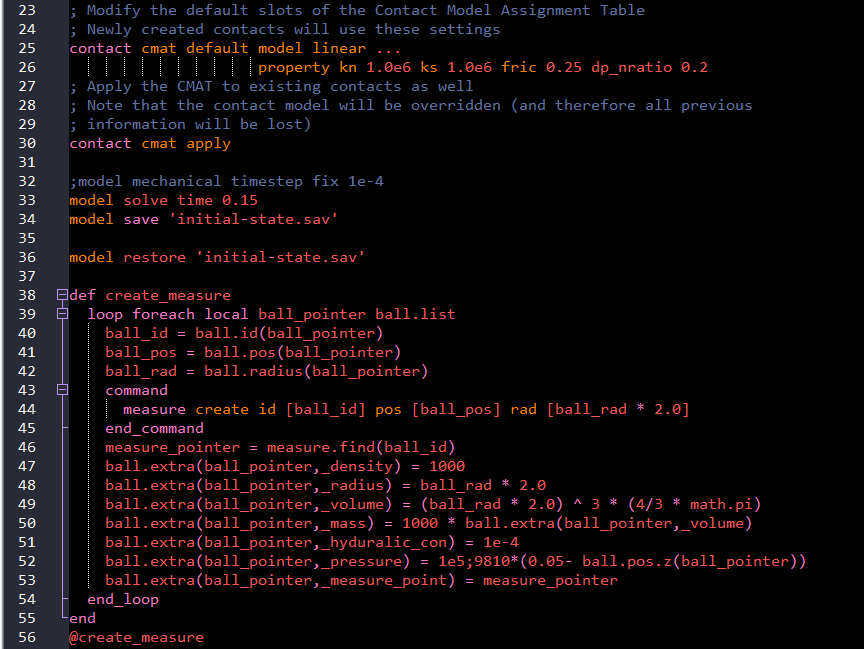 23 ; Modify the default slots of the Contact Model Assignment Table
24 ; Newly created contacts will use these settings
25 contact cmat default model linear ...
26 property kn 1.0e6 ks 1.0e6 fric 0.25 dp_nratio 0.2
27 ; Apply the CMAT to existing contacts as well
28 ; Note that the contact model will be overridden (and therefore all previous
29 ; information will be lost)
30 contact cmat apply
31
32 ;model mechanical timestep fix 1e-4
33 model solve time 0.15
34 model save 'initial-state.sav'
35
36 model restore 'initial-state.sav'
37
38 def create_measure
39 loop foreach local ball_pointer ball.list
40 ball_id = ball.id(ball_pointer)
41 ball_pos = ball.pos(ball_pointer)
42 ball_rad = ball.radius(ball_pointer)
43 command
44 measure create id [ball_id] pos [ball_pos] rad [ball_rad * 2.0]
45 end_command
46 measure_pointer = measure.find(ball_id)
47 ball.extra(ball_pointer,_density) = 1000
48 ball.extra(ball_pointer,_radius) = ball_rad * 2.0
49 ball.extra(ball_pointer,_volume) = (ball_rad * 2.0) ^ 3 * (4/3 * math.pi)
50 ball.extra(ball_pointer,_mass) = 1000 * ball.extra(ball_pointer,_volume)
51 ball.extra(ball_pointer,_hyduralic_con) = 1e-4
52 ball.extra(ball_pointer,_pressure) = 1e5;9810*(0.05- ball.pos.z(ball_pointer))
53 ball.extra(ball_pointer,_measure_point) = measure_pointer
54 end_loop
55 end
56 @create_measure